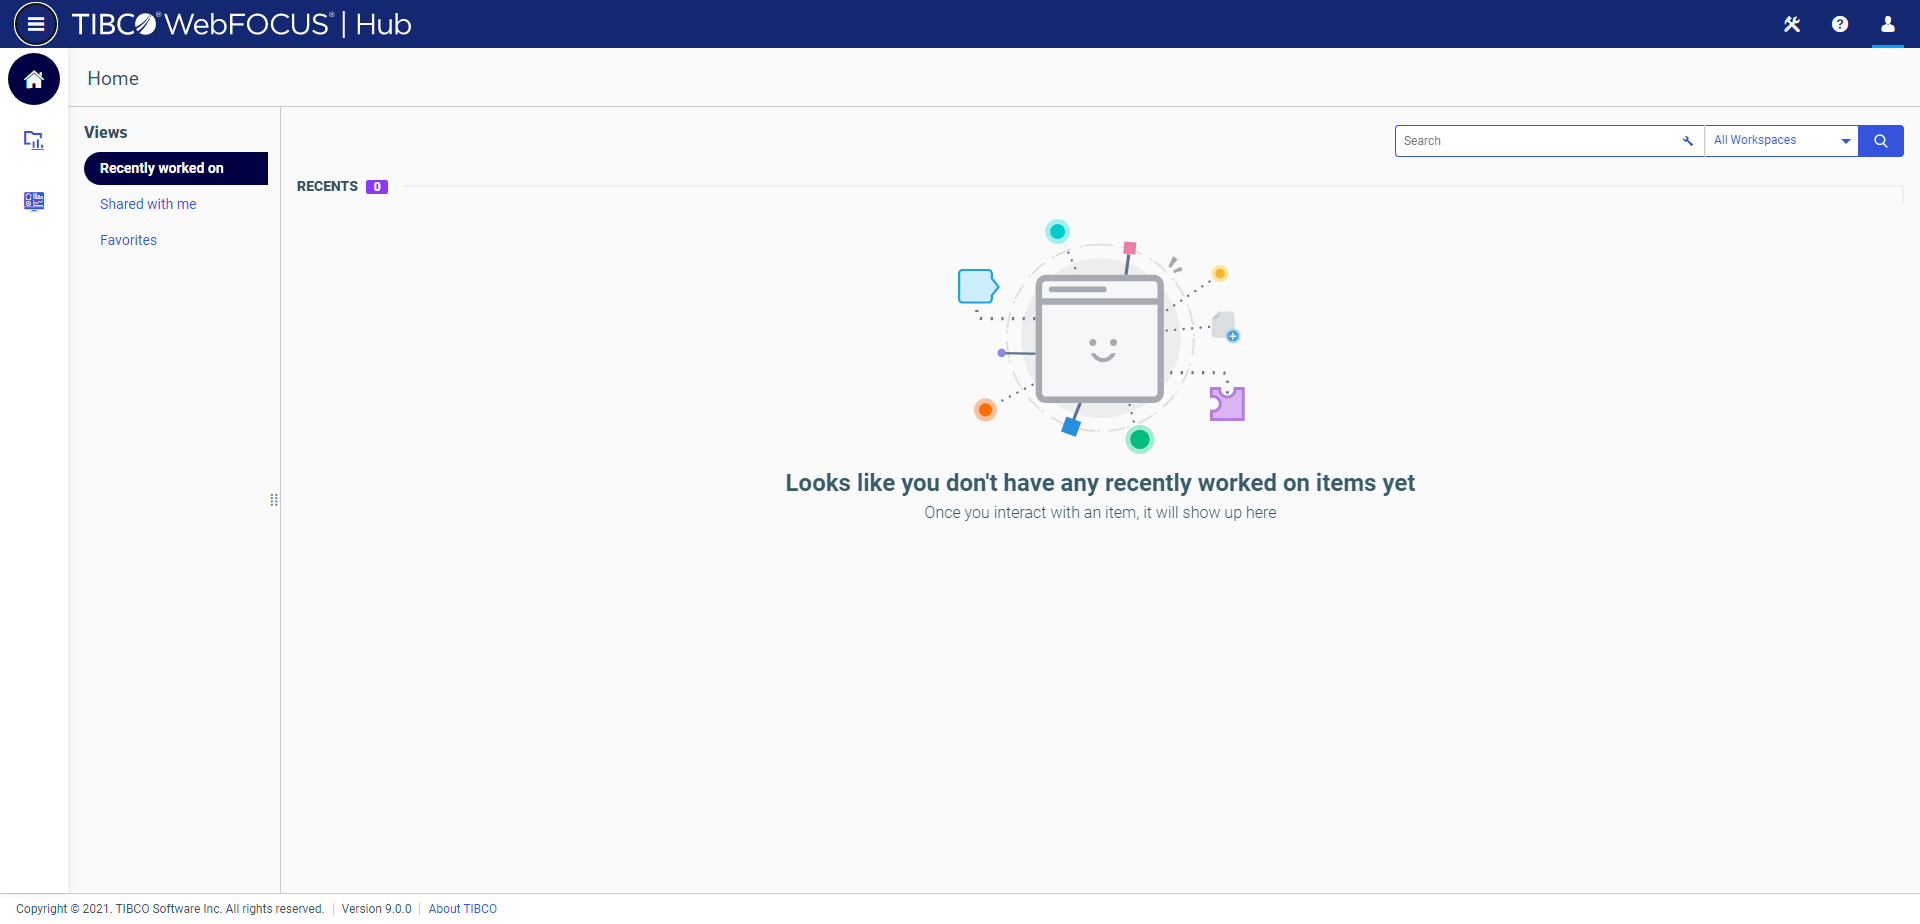 TIBCO® WebFOCUS® | Hub
Home
Views
Recently worked on
Shared with me
Favorites
Search
All Workspaces
RECENTS 0
Looks like you don't have any recently worked on items yet
Once you interact with an item, it will show up here
Copyright © 2021. TIBCO Software Inc. All rights reserved. | Version 9.0.0 | About TIBCO